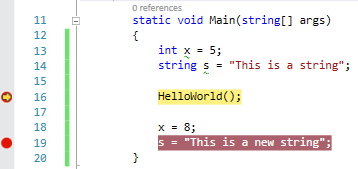 0 references
11 static void Main(string[] args)
12 {
13 int x = 5;
14 string s = "This is a string";
15
16 HelloWorld();
17
18 x = 8;
19 s = "This is a new string";
20 }